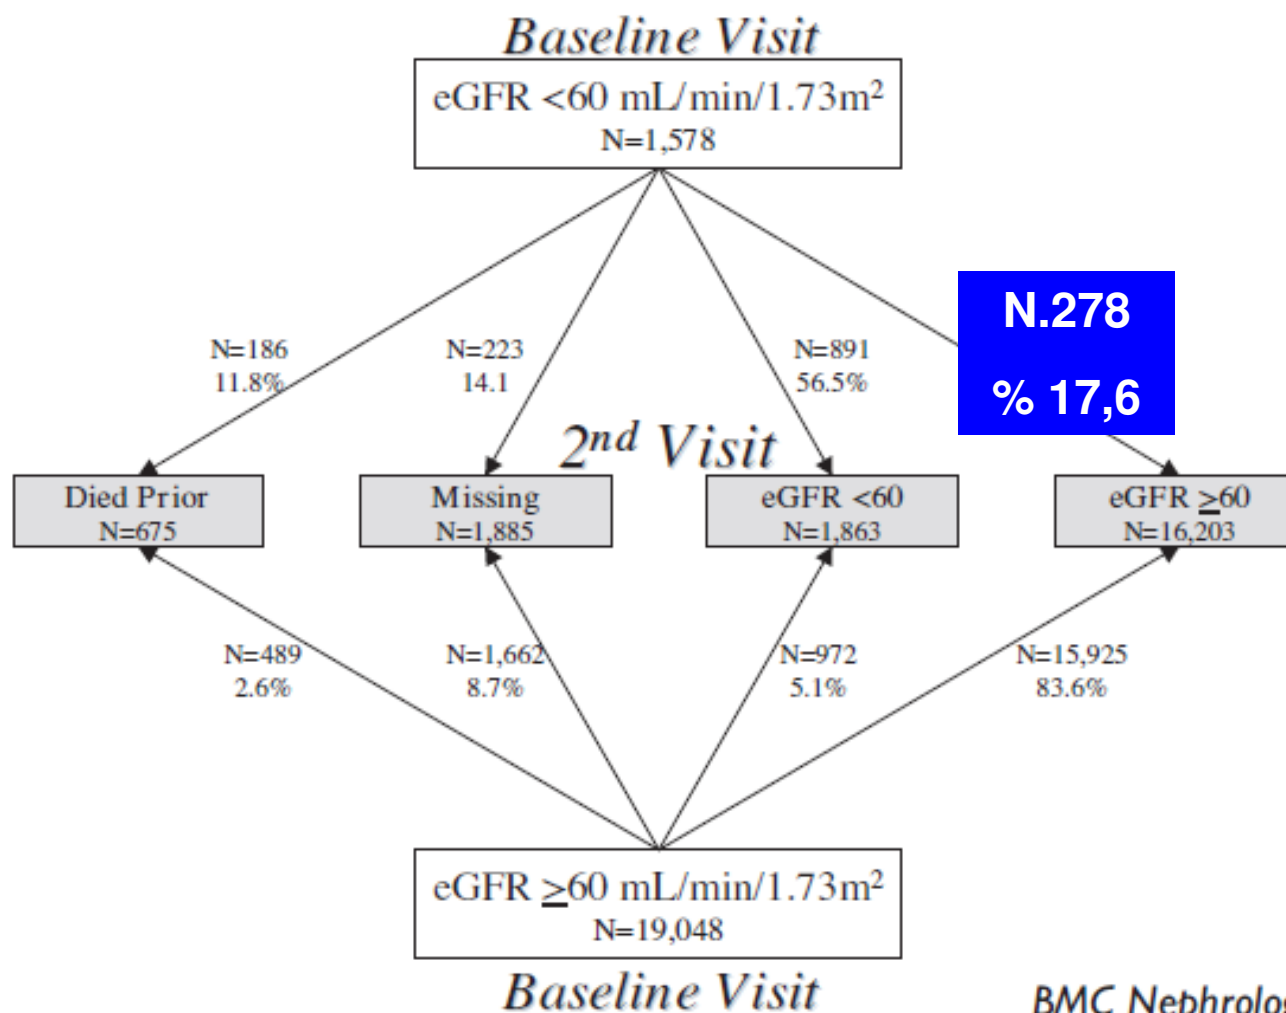 Baseline Visit
eGFR <60 mL/min/1.73m²
N=1,578
N.278
% 17,6
N=186
11.8%
N=223
14.1
N=891
56.5%
2nd Visit
Died Prior
N=675
Missing
N=1,885
eGFR <60
N=1,863
eGFR ≥60
N=16,203
N=489
2.6%
N=1,662
8.7%
N=972
5.1%
N=15,925
83.6%
eGFR ≥60 mL/min/1.73m²
N=19,048
Baseline Visit
BMC Nephrolo